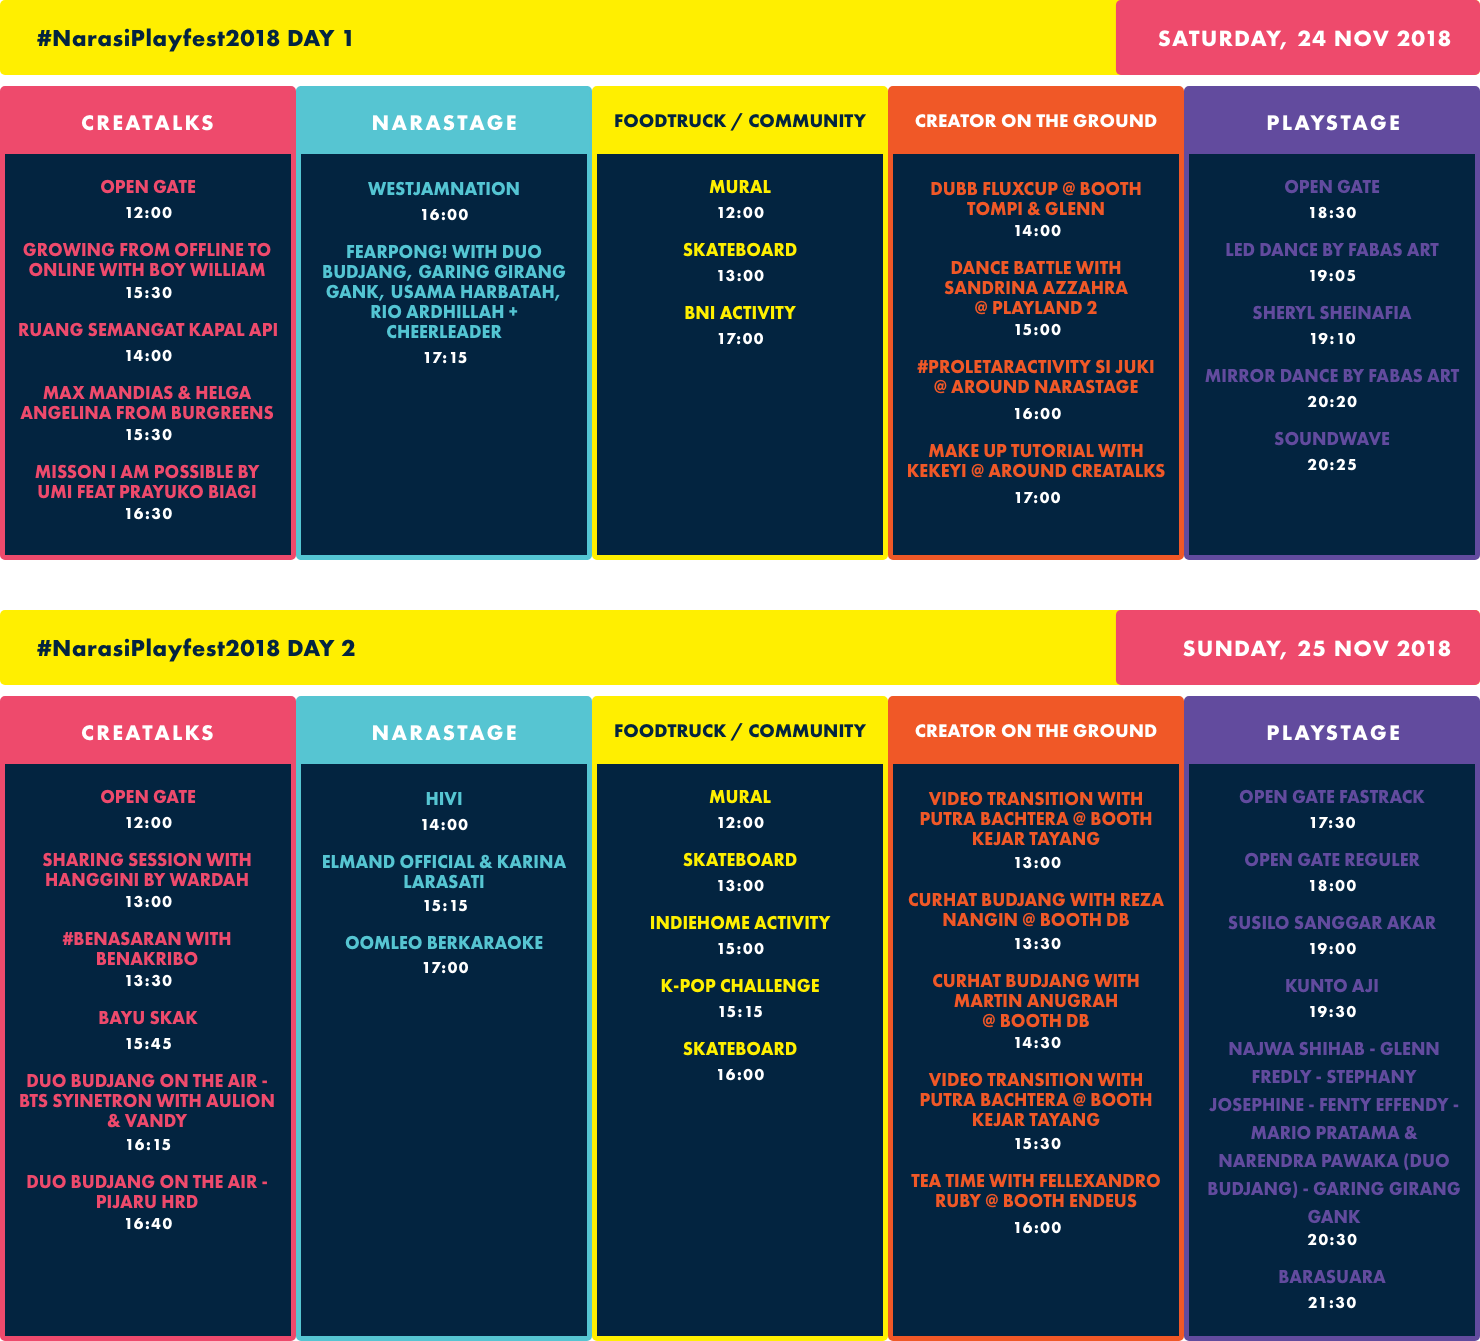 #NarasiPlayfest2018 DAY 1
SATURDAY, 24 NOV 2018
CREATALKS
OPEN GATE
12:00
GROWING FROM OFFLINE TO
ONLINE WITH BOY WILLIAM
15:30
RUANG SEMANGAT KAPAL API
14:00
MAX MANDIAS & HELGA
ANGELINA FROM BURGREENS
15:30
MISSON I AM POSSIBLE BY
UMI FEAT PRAYUKO BIAGI
16:30
NARASTAGE
WESTJAMNATION
16:00
FEARPONG! WITH DUO
BUDJANG, GARING GIRANG
GANK, USAMA HARBATAH,
RIO ARDHILLAH +
CHEERLEADER
17:15
FOODTRUCK / COMMUNITY
MURAL
12:00
SKATEBOARD
13:00
BNI ACTIVITY
17:00
CREATOR ON THE GROUND
DUBB FLUXCUP @ BOOTH
TOMPI & GLENN
14:00
DANCE BATTLE WITH
SANDRINA AZZAHRA
@ PLAYLAND 2
15:00
#PROLETARACTIVITY SI JUKI
@ AROUND NARASTAGE
16:00
MAKE UP TUTORIAL WITH
KEKEYI @ AROUND CREATALKS
17:00
PLAYSTAGE
OPEN GATE
18:30
LED DANCE BY FABAS ART
19:05
SHERYL SHEINAFIA
19:10
MIRROR DANCE BY FABAS ART
20:20
SOUNDWAVE
20:25
#NarasiPlayfest2018 DAY 2
SUNDAY, 25 NOV 2018
CREATALKS
OPEN GATE
12:00
SHARING SESSION WITH
HANGGINI BY WARDAH
13:00
#BENASARAN WITH
BENAKRIBO
13:30
BAYU SKAK
15:45
DUO BUDJANG ON THE AIR -
BTS SYINETRON WITH AULION
& VANDY
16:15
DUO BUDJANG ON THE AIR -
PIJARU HRD
16:40
NARASTAGE
HIVI
14:00
ELMAND OFFICIAL & KARINA
LARASATI
15:15
OOMLEO BERKARAOKE
17:00
FOODTRUCK / COMMUNITY
MURAL
12:00
SKATEBOARD
13:00
INDIEHOME ACTIVITY
15:00
K-POP CHALLENGE
15:15
SKATEBOARD
16:00
CREATOR ON THE GROUND
VIDEO TRANSITION WITH
PUTRA BACHTERA @ BOOTH
KEJAR TAYANG
13:00
CURHAT BUDJANG WITH REZA
NANGIN @ BOOTH DB
13:30
CURHAT BUDJANG WITH
MARTIN ANUGRAH
@ BOOTH DB
14:30
VIDEO TRANSITION WITH
PUTRA BACHTERA @ BOOTH
KEJAR TAYANG
15:30
TEA TIME WITH FELLEXANDRO
RUBY @ BOOTH ENDEUS
16:00
PLAYSTAGE
OPEN GATE FASTRACK
17:30
OPEN GATE REGULER
18:00
SUSILO SANGGAR AKAR
19:00
KUNTO AJI
19:30
NAJWA SHIHAB - GLENN
FREDLY - STEPHANY
JOSEPHINE - FENTY EFFENDY -
MARIO PRATAMA &
NARENDRA PAWAKA (DUO
BUDJANG) - GARING GIRANG
GANK
20:30
BARASUARA
21:30